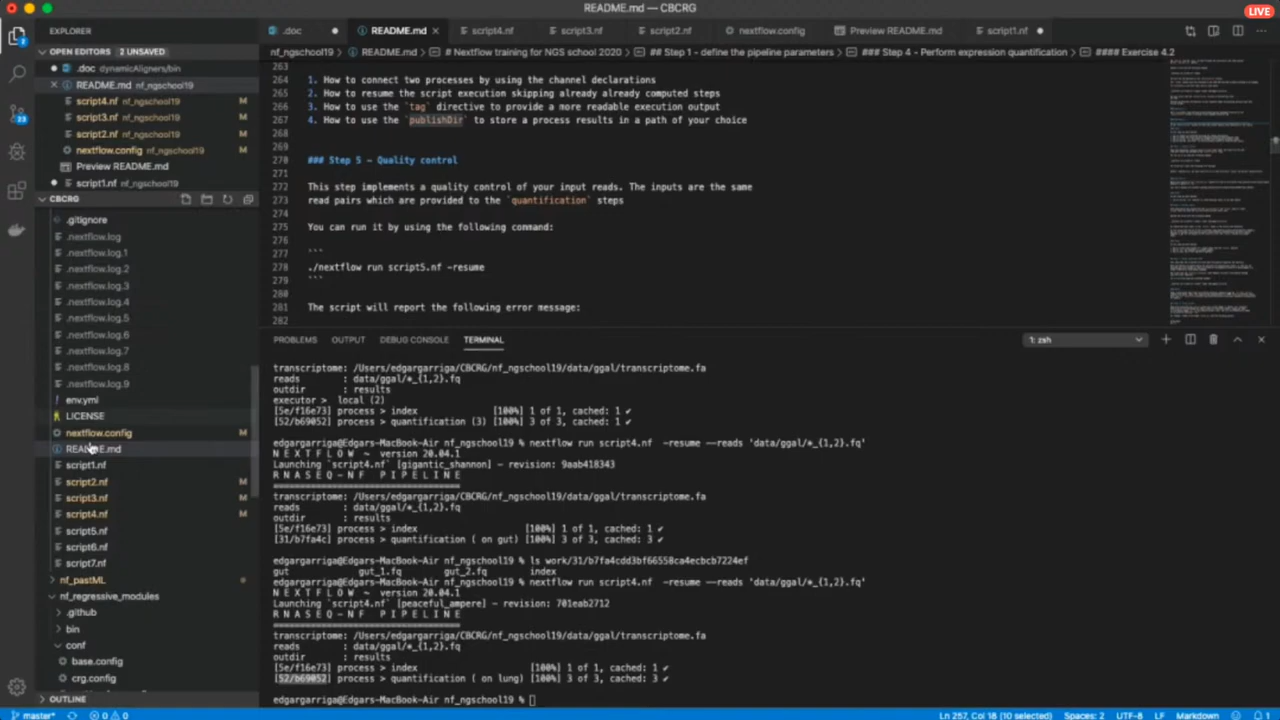 README.md — CBCRG
LIVE
EXPLORER
OPEN EDITORS 2 UNSAVED
.doc dynamicAligners/bin
README.md nf_ngschool19
script4.nf nf_ngschool19 M
script3.nf nf_ngschool19 M
script2.nf nf_ngschool19 M
nextflow.config nf_ngschool19 M
Preview README.md
script1.nf nf_ngschool19
CBCRG
.gitignore
.nextflow.log
.nextflow.log.1
.nextflow.log.2
.nextflow.log.3
.nextflow.log.4
.nextflow.log.5
.nextflow.log.6
.nextflow.log.7
.nextflow.log.8
.nextflow.log.9
env.yml
LICENSE
nextflow.config M
README.md
script1.nf
script2.nf M
script3.nf M
script4.nf M
script5.nf
script6.nf
script7.nf
nf_pastML
nf_regressive_modules
.github
bin
conf
base.config
crg.config
OUTLINE
.doc README.md script4.nf script3.nf script2.nf nextflow.config Preview README.md script1.nf
nf_ngschool19 > README.md > # Nextflow training for NGS school 2020 > ## Step 1 - define the pipeline parameters > ### Step 4 - Perform expression quantification > #### Exercise 4.2
263
264 1. How to connect two processes by using the channel declarations
265 2. How to resume the script execution skipping already already computed steps
266 3. How to use the `tag` directive to provide a more readable execution output
267 4. How to use the `publishDir` to store a process results in a path of your choice
268
269
270 ### Step 5 - Quality control
271
272 This step implements a quality control of your input reads. The inputs are the same
273 read pairs which are provided to the `quantification` steps
274
275 You can run it by using the following command:
276
277 ```
278 ./nextflow run script5.nf -resume
279 ```
280
281 The script will report the following error message:
282
PROBLEMS OUTPUT DEBUG CONSOLE TERMINAL 1: zsh
transcriptome: /Users/edgargarriga/CBCRG/nf_ngschool19/data/ggal/transcriptome.fa
reads : data/ggal/*_{1,2}.fq
outdir : results
executor > local (2)
[5e/f16e73] process > index [100%] 1 of 1, cached: 1 ✔
[52/b69052] process > quantification (3) [100%] 3 of 3, cached: 1 ✔
edgargarriga@Edgars-MacBook-Air nf_ngschool19 % nextflow run script4.nf -resume --reads 'data/ggal/*_{1,2}.fq'
N E X T F L O W ~ version 20.04.1
Launching `script4.nf` [gigantic_shannon] - revision: 9aab418343
R N A S E Q - N F P I P E L I N E
===================================
transcriptome: /Users/edgargarriga/CBCRG/nf_ngschool19/data/ggal/transcriptome.fa
reads : data/ggal/*_{1,2}.fq
outdir : results
[5e/f16e73] process > index [100%] 1 of 1, cached: 1 ✔
[31/b7fa4c] process > quantification ( on gut) [100%] 3 of 3, cached: 3 ✔
edgargarriga@Edgars-MacBook-Air nf_ngschool19 % ls work/31/b7fa4cdd3bf66558ca4ecbcb7224ef
gut gut_1.fq gut_2.fq index
edgargarriga@Edgars-MacBook-Air nf_ngschool19 % nextflow run script4.nf -resume --reads 'data/ggal/*_{1,2}.fq'
N E X T F L O W ~ version 20.04.1
Launching `script4.nf` [peaceful_ampere] - revision: 701eab2712
R N A S E Q - N F P I P E L I N E
===================================
transcriptome: /Users/edgargarriga/CBCRG/nf_ngschool19/data/ggal/transcriptome.fa
reads : data/ggal/*_{1,2}.fq
outdir : results
[5e/f16e73] process > index [100%] 1 of 1, cached: 1 ✔
[52/b69052] process > quantification ( on lung) [100%] 3 of 3, cached: 3 ✔
edgargarriga@Edgars-MacBook-Air nf_ngschool19 %
master* 0 0 Ln 257, Col 18 (10 selected) Spaces: 2 UTF-8 LF Markdown 1